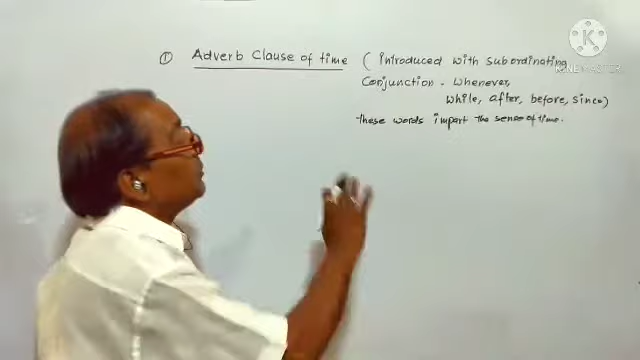 ① Adverb Clause of time (introduced with subordinating
Conjunction - whenever,
while, after, before, since)
These words impart the sense of time.
KINEMASTER